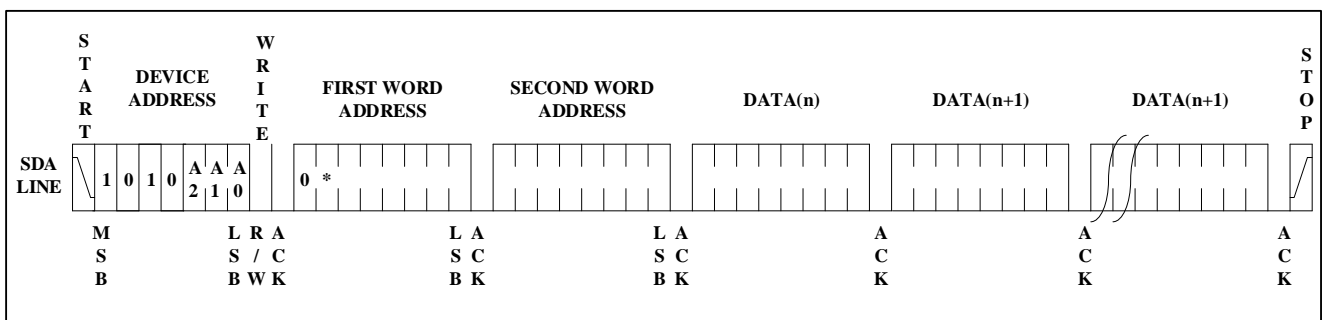 START
WRITE
STOP
DEVICE
ADDRESS
FIRST WORD
ADDRESS
SECOND WORD
ADDRESS
DATA(n)
DATA(n+1)
DATA(n+1)
SDA
LINE
1 0 1 0 A2 A1 A0
0 *
MSB
LSB
R/W
ACK
LSB
ACK
LSB
ACK
ACK
ACK
ACK